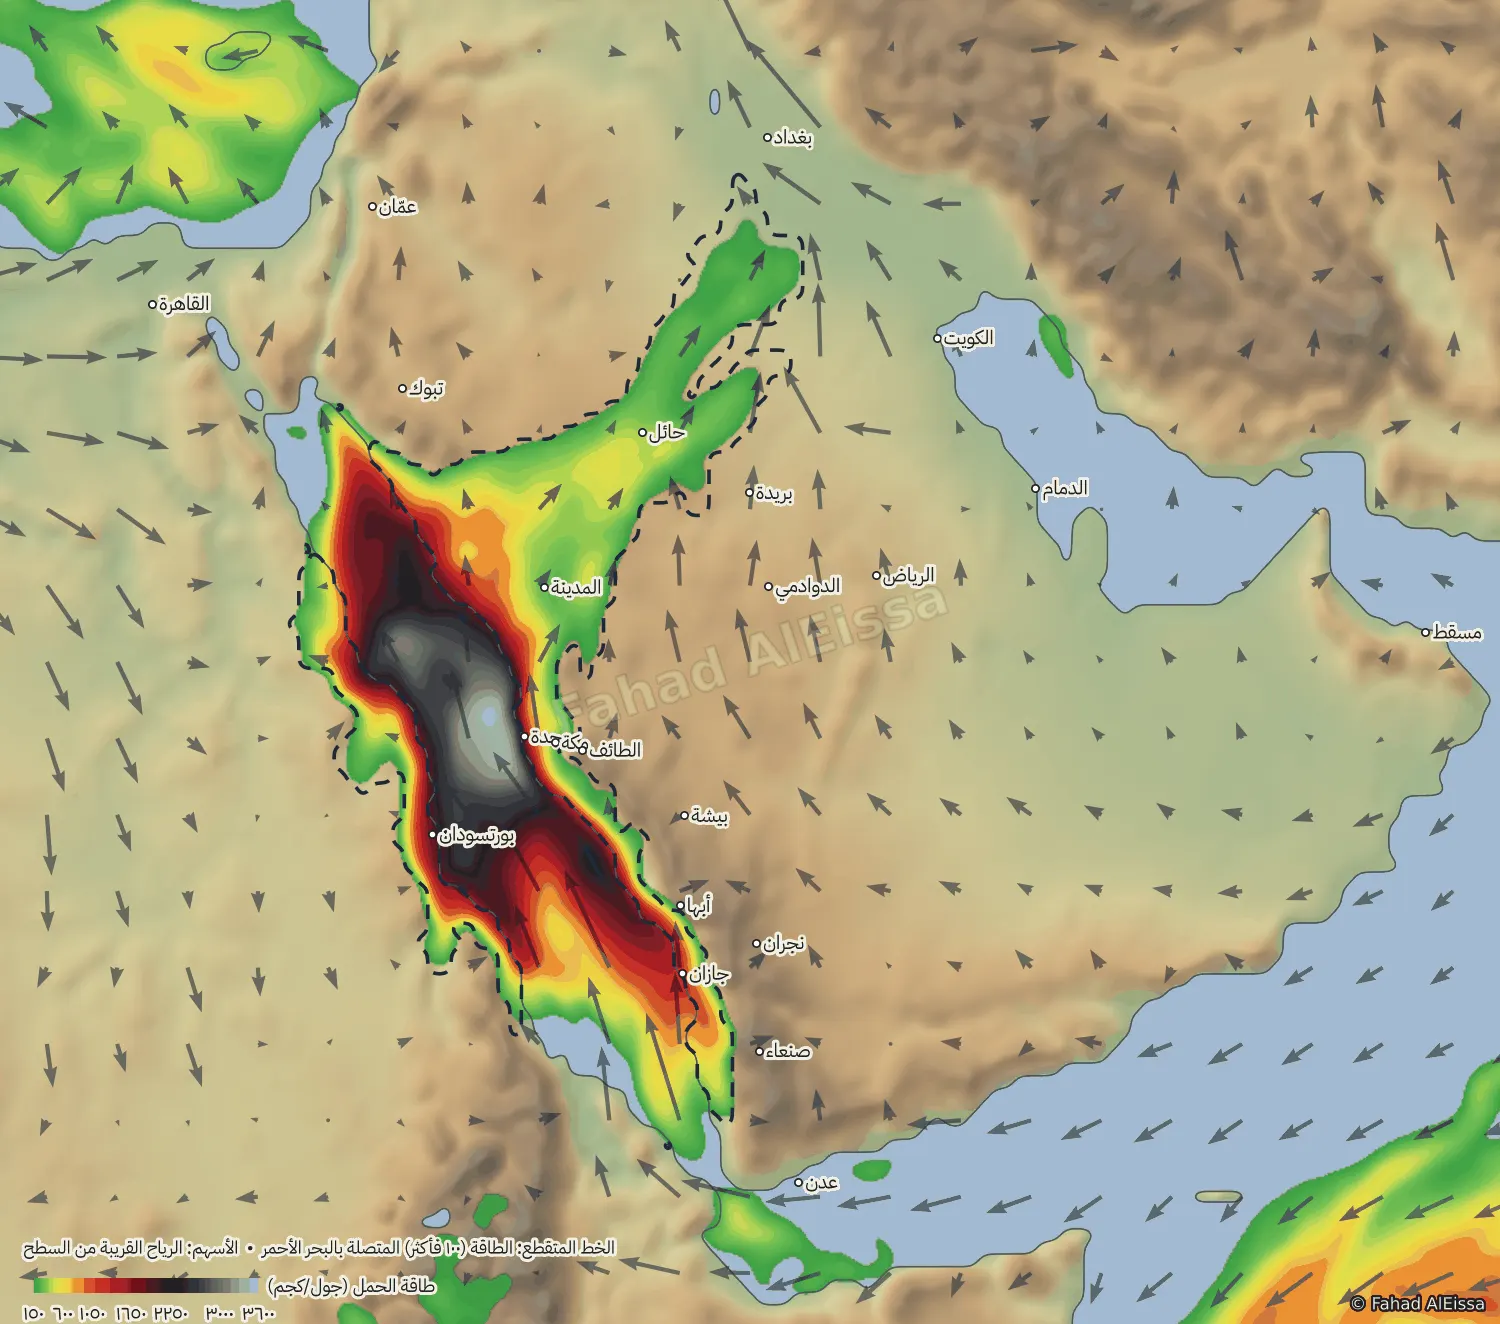 بغداد
عمّان
القاهرة
الكويت
تبوك
حائل
بريدة
الدمام
الرياض
المدينة
الدوادمي
مسقط
Fahad AlEissa
جدة
مكة
الطائف
بيشة
بورتسودان
أبها
نجران
جازان
صنعاء
عدن
الخط المتقطع: الطاقة (١٠٠ فأكثر) المتصلة بالبحر الأحمر • الأسهم: الرياح القريبة من السطح
طاقة الحمل (جول/كجم)
١٥٠ ٦٠٠ ١٠٥٠ ١٦٥٠ ٢٢٥٠ ٣٠٠٠ ٣٦٠٠
© Fahad AlEissa